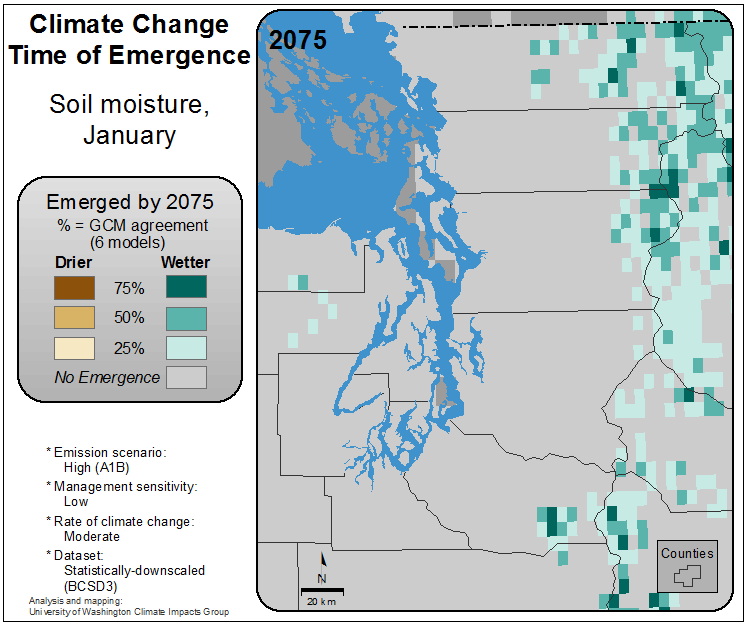 Climate Change
Time of Emergence
Soil moisture,
January
Emerged by 2075
% = GCM agreement
(6 models)
Drier
Wetter
75%
50%
25%
No Emergence
* Emission scenario:
High (A1B)
* Management sensitivity:
Low
* Rate of climate change:
Moderate
* Dataset:
Statistically-downscaled
(BCSD3)
Analysis and mapping:
University of Washington Climate Impacts Group
2075
N
20 km
Counties